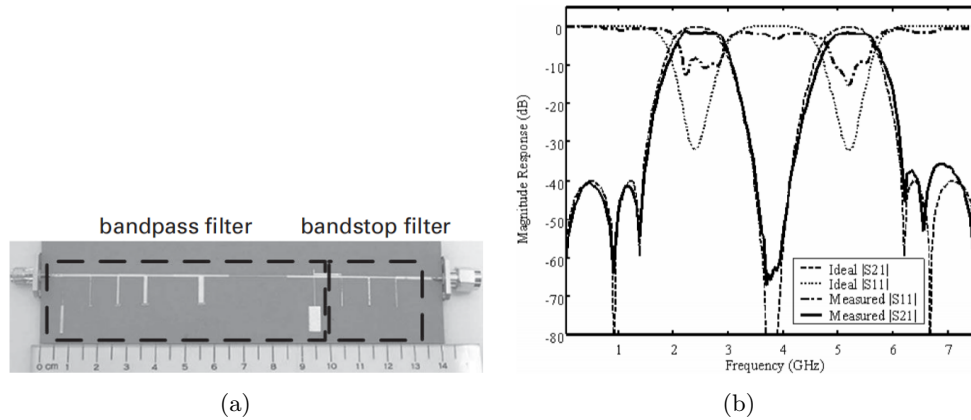 bandpass filter
bandstop filter
0 cm 1 2 3 4 5 6 7 8 9 10 11 12 13 14
(a)
Magnitude Response (dB)
0
-10
-20
-30
-40
-50
-60
-70
-80
Ideal |S21|
Ideal |S11|
Measured |S11|
Measured |S21|
1 2 3 4 5 6 7
Frequency (GHz)
(b)